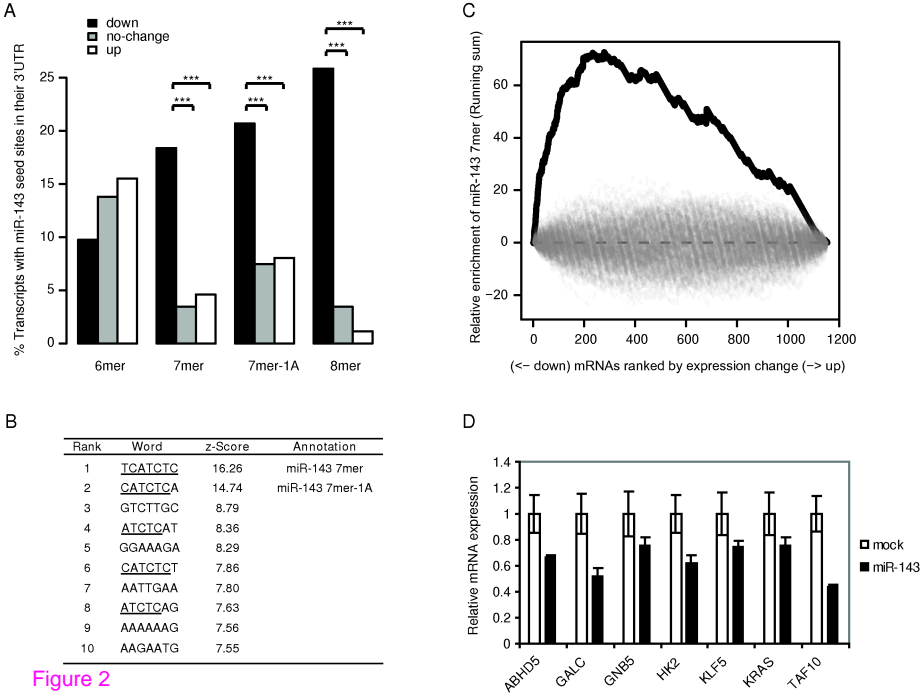 A
down
no-change
up
% Transcripts with miR-143 seed sites in their 3'UTR
25
20
15
10
5
0
***
***
***
***
***
***
6mer
7mer
7mer-1A
8mer
B
Rank Word z-Score Annotation
1 TCATCTC 16.26 miR-143 7mer
2 CATCTCA 14.74 miR-143 7mer-1A
3 GTCTTGC 8.79
4 ATCTCAT 8.36
5 GGAAAGA 8.29
6 CATCTCT 7.86
7 AATTGAA 7.80
8 ATCTCAG 7.63
9 AAAAAAG 7.56
10 AAGAATG 7.55
C
Relative enrichment of miR-143 7mer (Running sum)
60
40
20
0
−20
0 200 400 600 800 1000 1200
(<− down) mRNAs ranked by expression change (−> up)
D
Relative mRNA expression
1.4
1.2
1
0.8
0.6
0.4
0.2
0
mock
miR-143
ABHD5
GALC
GNB5
HK2
KLF5
KRAS
TAF10
Figure 2